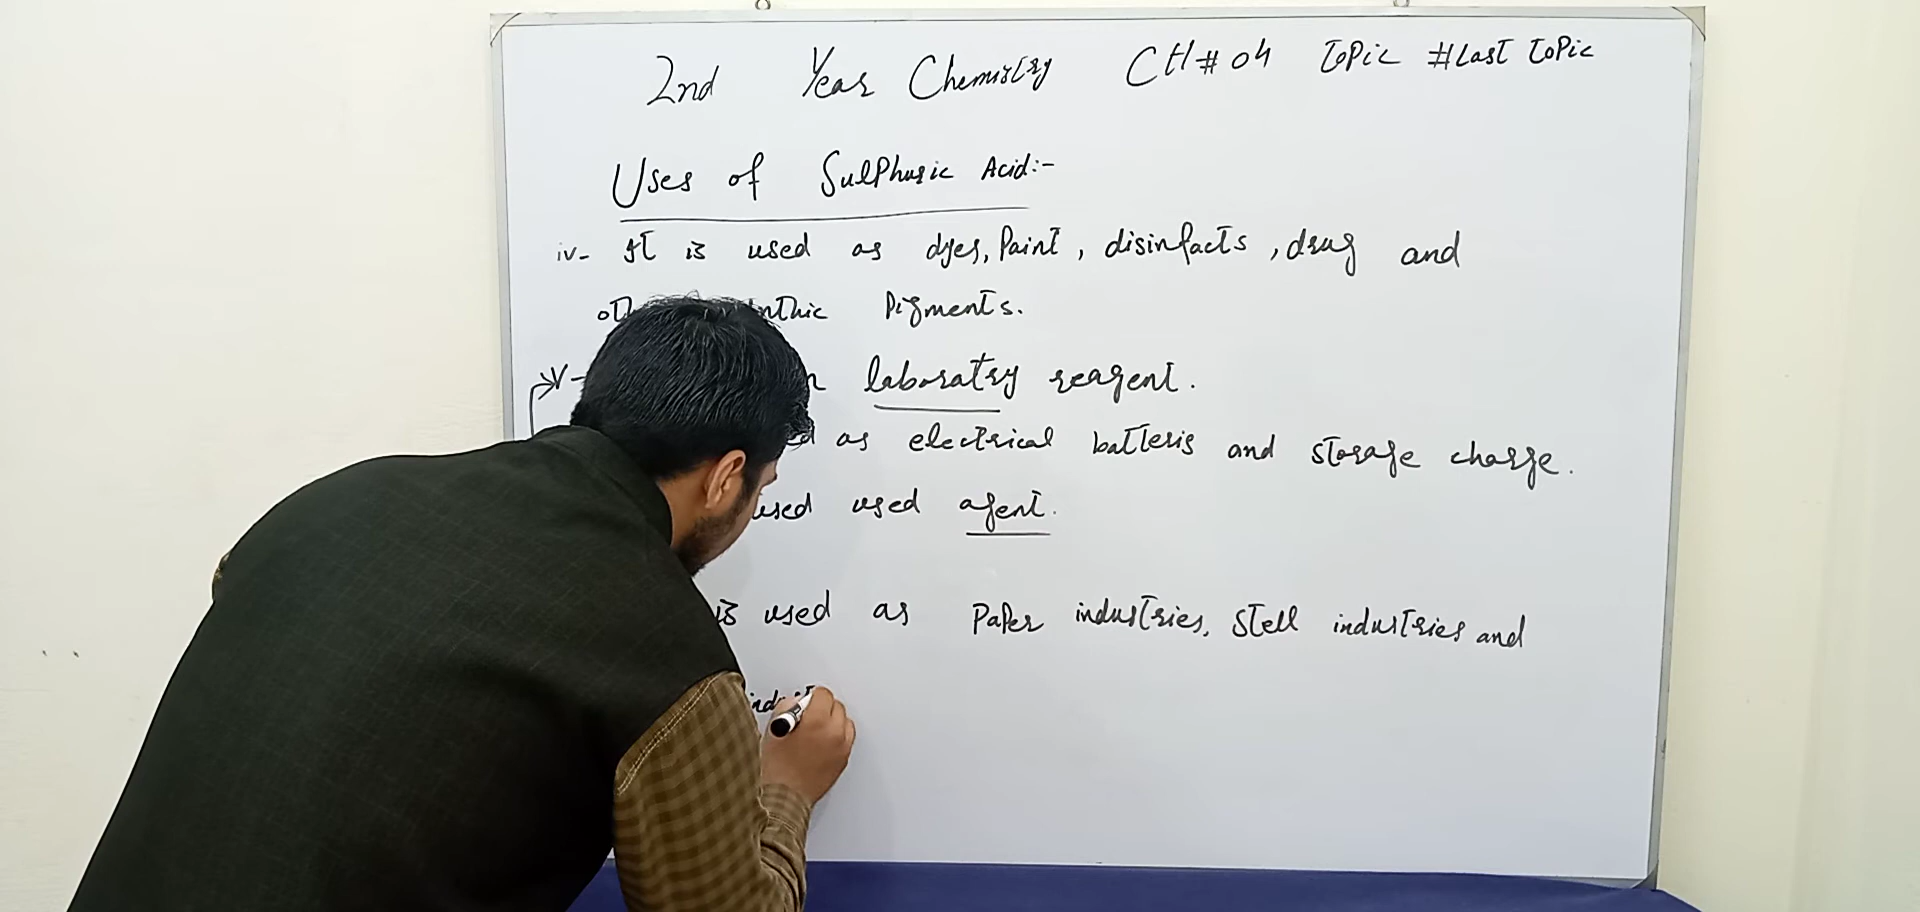 2nd Year Chemistry CH# 04 Topic #Last Topic
Uses of Sulphuric Acid:-
iv- It is used as dyes, Paint, disinfacts, drug and
Pigments.
V- laboratry reagent.
as electrical batteris and storage charge.
used used agent.
is used as Paper industries, Stell industries and